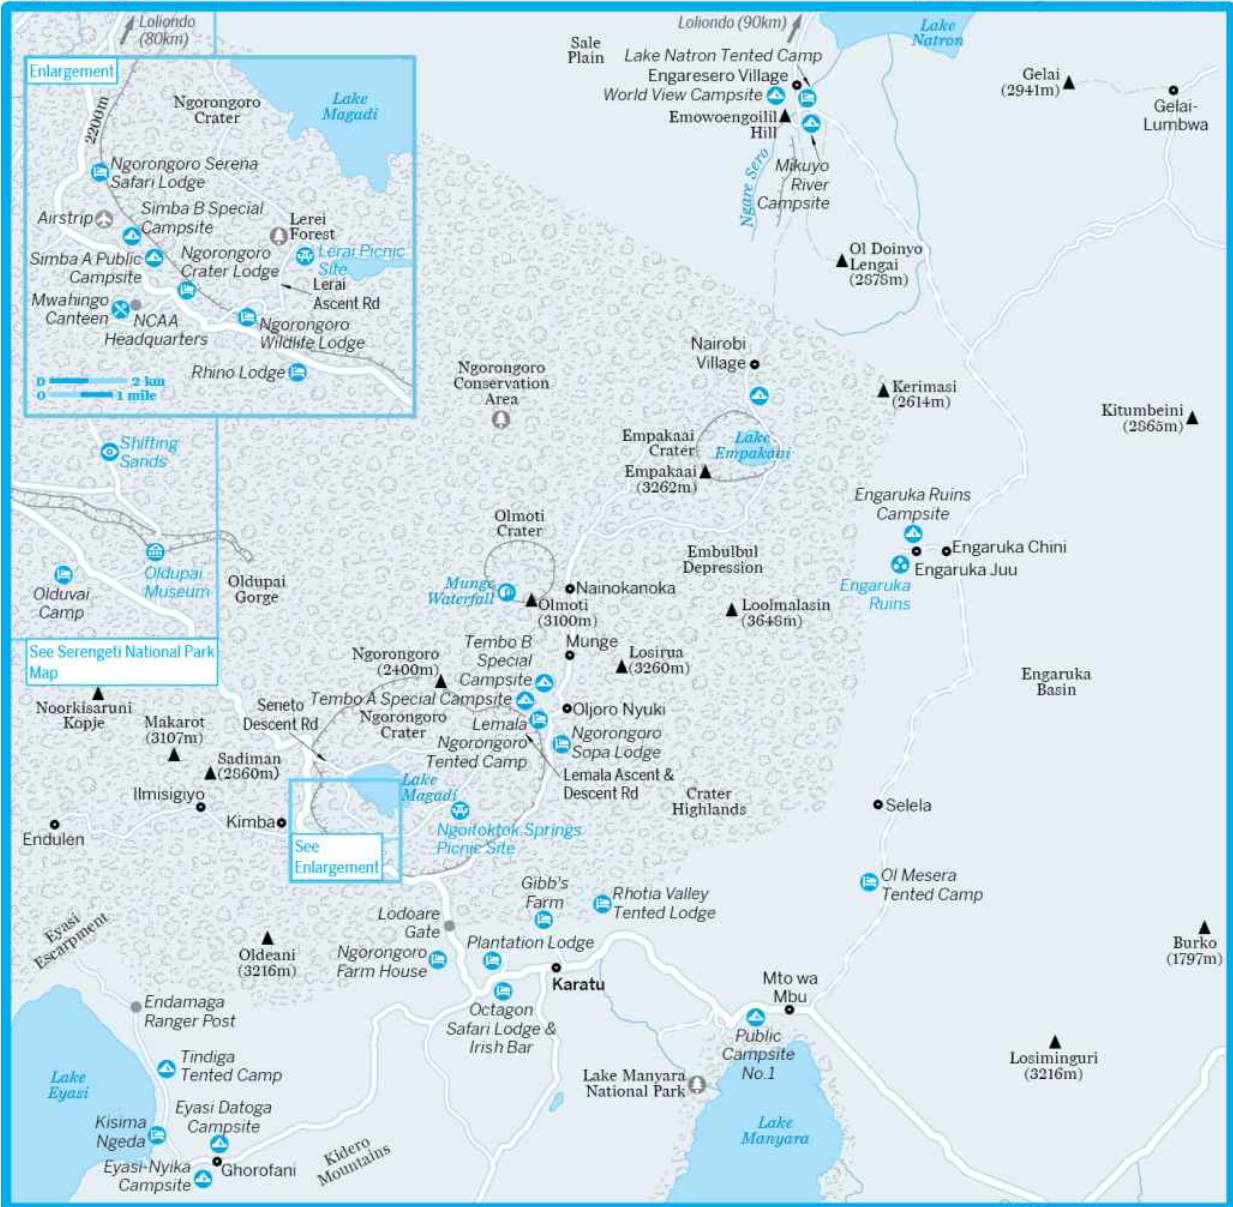 Loliondo
(80km)
Enlargement
2200m
Ngorongoro
Crater
Lake
Magadi
Ngorongoro Serena
Safari Lodge
Airstrip
Simba B Special
Campsite
Lerei
Forest
Simba A Public
Campsite
Ngorongoro
Crater Lodge
Lerai Picnic
Site
Lerai
Ascent Rd
Mwahingo
Canteen
NCAA
Headquarters
Ngorongoro
Wildlife Lodge
Rhino Lodge
0 2 km
0 1 mile
Loliondo (90km)
Lake
Natron
Sale
Plain
Lake Natron Tented Camp
Engaresero Village
World View Campsite
Gelai
(2941m)
Gelai-
Lumbwa
Emowoengoilil
Hill
Ngare Sero
Mikuyo
River
Campsite
Ol Doinyo
Lengai
(2878m)
Nairobi
Village
Ngorongoro
Conservation
Area
Kerimasi
(2614m)
Kitumbeini
(2865m)
Empakaai
Crater
Lake
Empakaai
Empakaai
(3262m)
Shifting
Sands
Engaruka Ruins
Campsite
Olmoti
Crater
Engaruka Chini
Engaruka Juu
Engaruka
Ruins
Embulbul
Depression
Oldupai
Museum
Oldupai
Gorge
Olduvai
Camp
Munge
Waterfall
Nainokanoka
Olmoti
(3100m)
Loolmalasin
(3648m)
See Serengeti National Park
Map
Munge
Tembo B
Special
Campsite
Losirua
(3260m)
Ngorongoro
(2400m)
Engaruka
Basin
Noorkisaruni
Kopje
Tembo A Special Campsite
Seneto
Descent Rd
Ngorongoro
Crater
Lemala
Ngorongoro
Tented Camp
Oljoro Nyuki
Makarot
(3107m)
Ngorongoro
Sopa Lodge
Sadiman
(2860m)
Lemala Ascent &
Descent Rd
Lake
Magadi
Crater
Highlands
Ilmisigiyo
Selela
Endulen
Kimba
Ngoitoktok Springs
Picnic Site
See
Enlargement
Ol Mesera
Tented Camp
Gibb's
Farm
Rhotia Valley
Tented Lodge
Eyasi
Escarpment
Lodoare
Gate
Oldeani
(3216m)
Ngorongoro
Farm House
Plantation Lodge
Burko
(1797m)
Karatu
Mto wa
Mbu
Endamaga
Ranger Post
Octagon
Safari Lodge &
Irish Bar
Public
Campsite
No.1
Losiminguri
(3216m)
Tindiga
Tented Camp
Lake
Eyasi
Lake Manyara
National Park
Eyasi Datoga
Campsite
Kisima
Ngeda
Lake
Manyara
Kidero
Mountains
Eyasi-Nyika
Campsite
Ghorofani